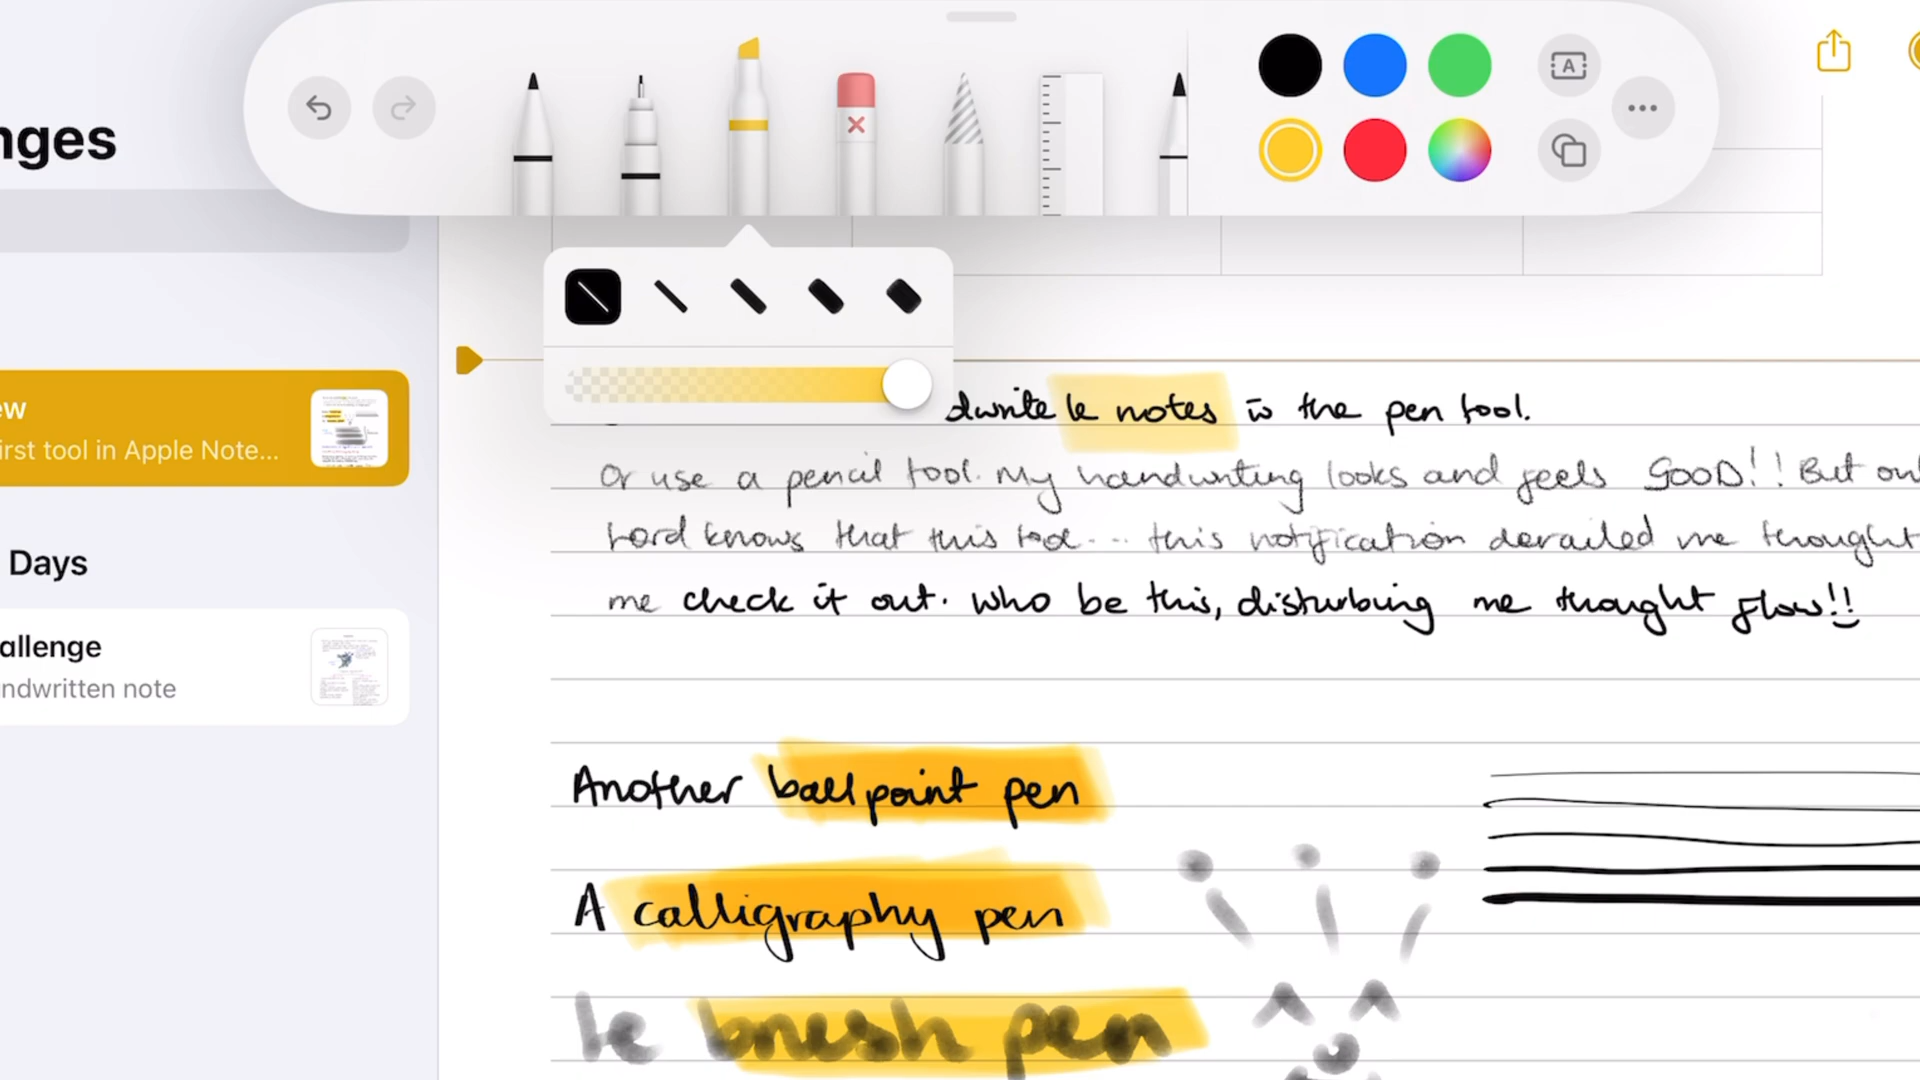 nges
A
ew
irst tool in Apple Note...
Days
allenge
ndwritten note
dwrite le notes is the pen tool.
Or use a pencil tool. My handwriting looks and feels GOOD!! But onl
Lord knows that this tool... this notification derailed me thought
me check it out. Who be this, disturbing me thought flow!!
Another ballpoint pen
A calligraphy pen
le brush pen